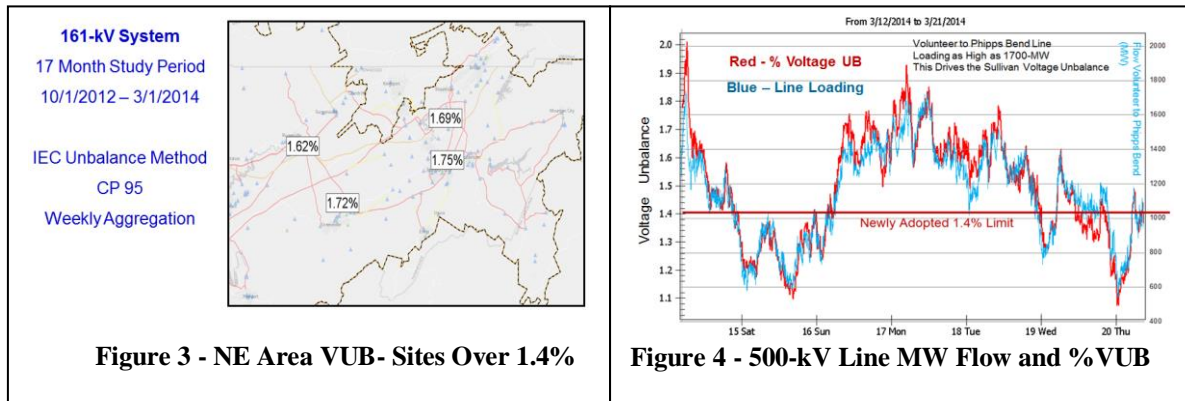 161-kV System
17 Month Study Period
10/1/2012 – 3/1/2014
IEC Unbalance Method
CP 95
Weekly Aggregation
1.69%
1.62%
1.75%
1.72%
Figure 3 - NE Area VUB- Sites Over 1.4%
From 3/12/2014 to 3/21/2014
Red - % Voltage UB
Blue – Line Loading
Volunteer to Phipps Bend Line
Loading as High as 1700-MW
This Drives the Sullivan Voltage Unbalance
Newly Adopted 1.4% Limit
Voltage Unbalance
2.0
1.9
1.8
1.7
1.6
1.5
1.4
1.3
1.2
1.1
Flow Volunteer to Phipps Bend
(MW)
2000
1800
1600
1400
1200
1000
800
600
400
15 Sat
16 Sun
17 Mon
18 Tue
19 Wed
20 Thu
Figure 4 - 500-kV Line MW Flow and %VUB